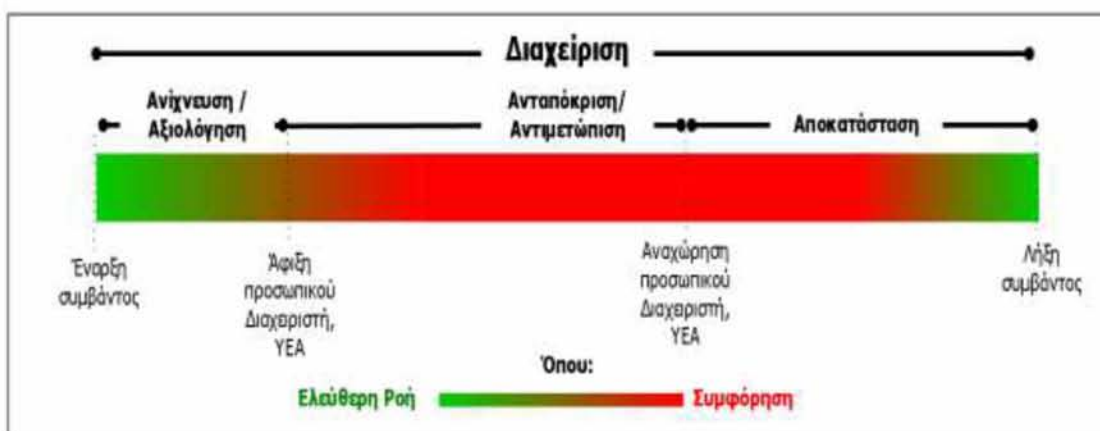 Διαχείριση
Ανίχνευση /
Αξιολόγηση
Ανταπόκριση/
Αντιμετώπιση
Αποκατάσταση
Έναρξη
συμβάντος
Άφιξη
προσωπικού
Διαχειριστή,
ΥΕΑ
Αναχώρηση
προσωπικού
Διαχειριστή,
ΥΕΑ
Λήξη
συμβάντος
Όπου:
Ελεύθερη Ροή
Συμφόρηση